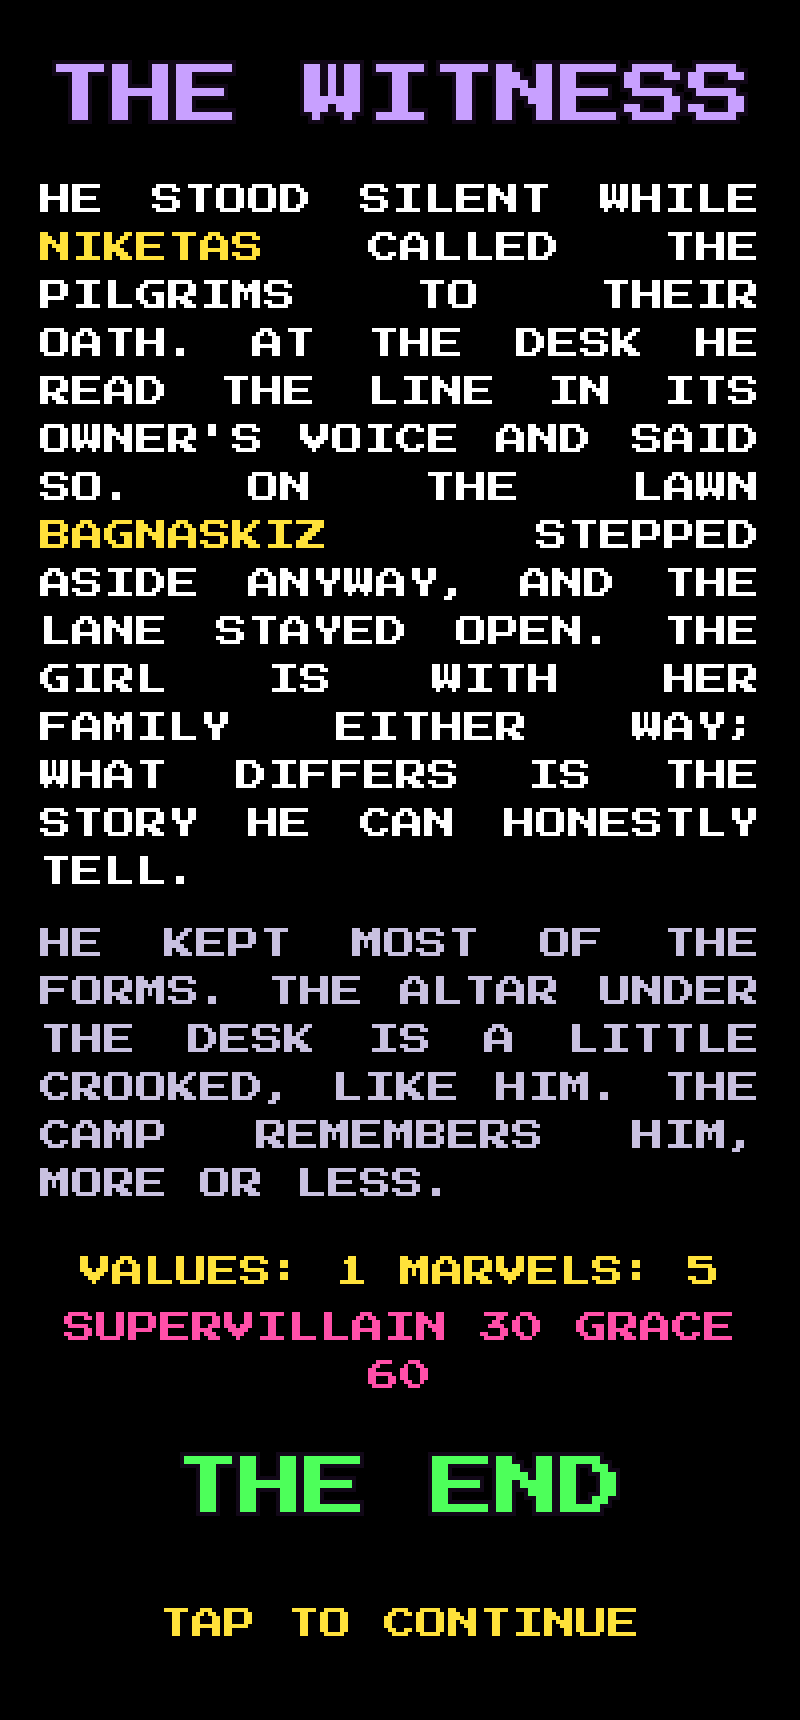 THE WITNESS
HE STOOD SILENT WHILE
NIKETAS CALLED THE
PILGRIMS TO THEIR
OATH. AT THE DESK HE
READ THE LINE IN ITS
OWNER'S VOICE AND SAID
SO. ON THE LAWN
BAGNASKIZ STEPPED
ASIDE ANYWAY, AND THE
LANE STAYED OPEN. THE
GIRL IS WITH HER
FAMILY EITHER WAY;
WHAT DIFFERS IS THE
STORY HE CAN HONESTLY
TELL.
HE KEPT MOST OF THE
FORMS. THE ALTAR UNDER
THE DESK IS A LITTLE
CROOKED, LIKE HIM. THE
CAMP REMEMBERS HIM,
MORE OR LESS.
VALUES: 1 MARVELS: 5
SUPERVILLAIN 30 GRACE
60
THE END
TAP TO CONTINUE